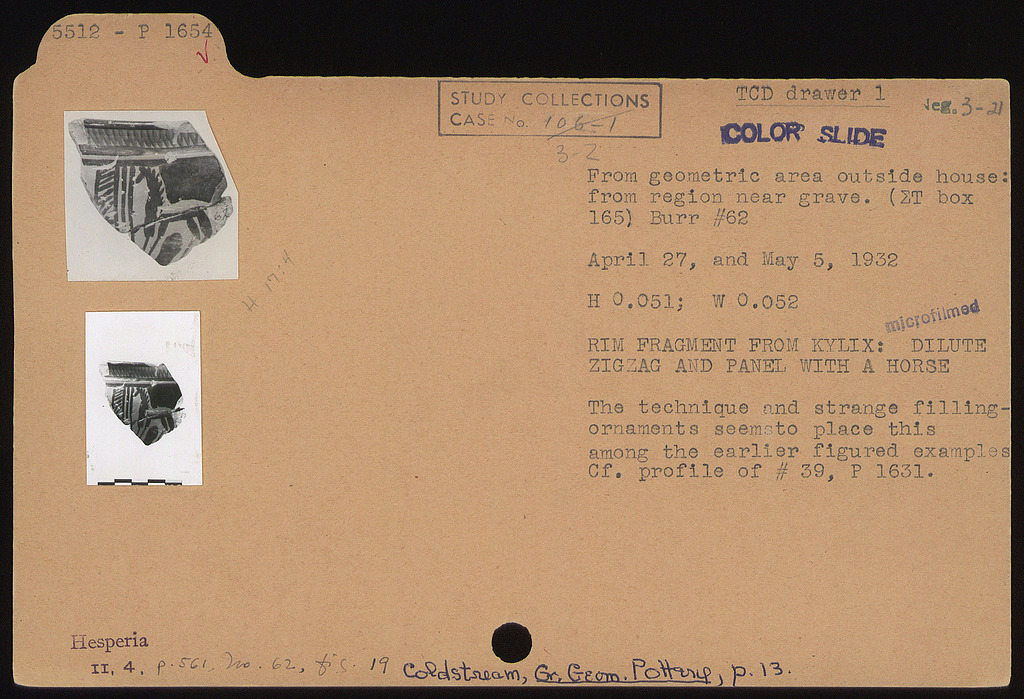 5512 - P 1654
STUDY COLLECTIONS
CASE No. 106-1
3-2
TCD drawer 1
Neg. 3-21
COLOR SLIDE
From geometric area outside house:
from region near grave. (ΣT box
165) Burr #62
April 27, and May 5, 1932
H 0.051; W 0.052
microfilmed
RIM FRAGMENT FROM KYLIX: DILUTE
ZIGZAG AND PANEL WITH A HORSE
The technique and strange filling-
ornaments seemsto place this
among the earlier figured examples
Cf. profile of # 39, P 1631.
Hesperia
II, 4, p. 561, no. 62, fig. 19
Coldstream, Gr. Geom. Pottery, p. 13.